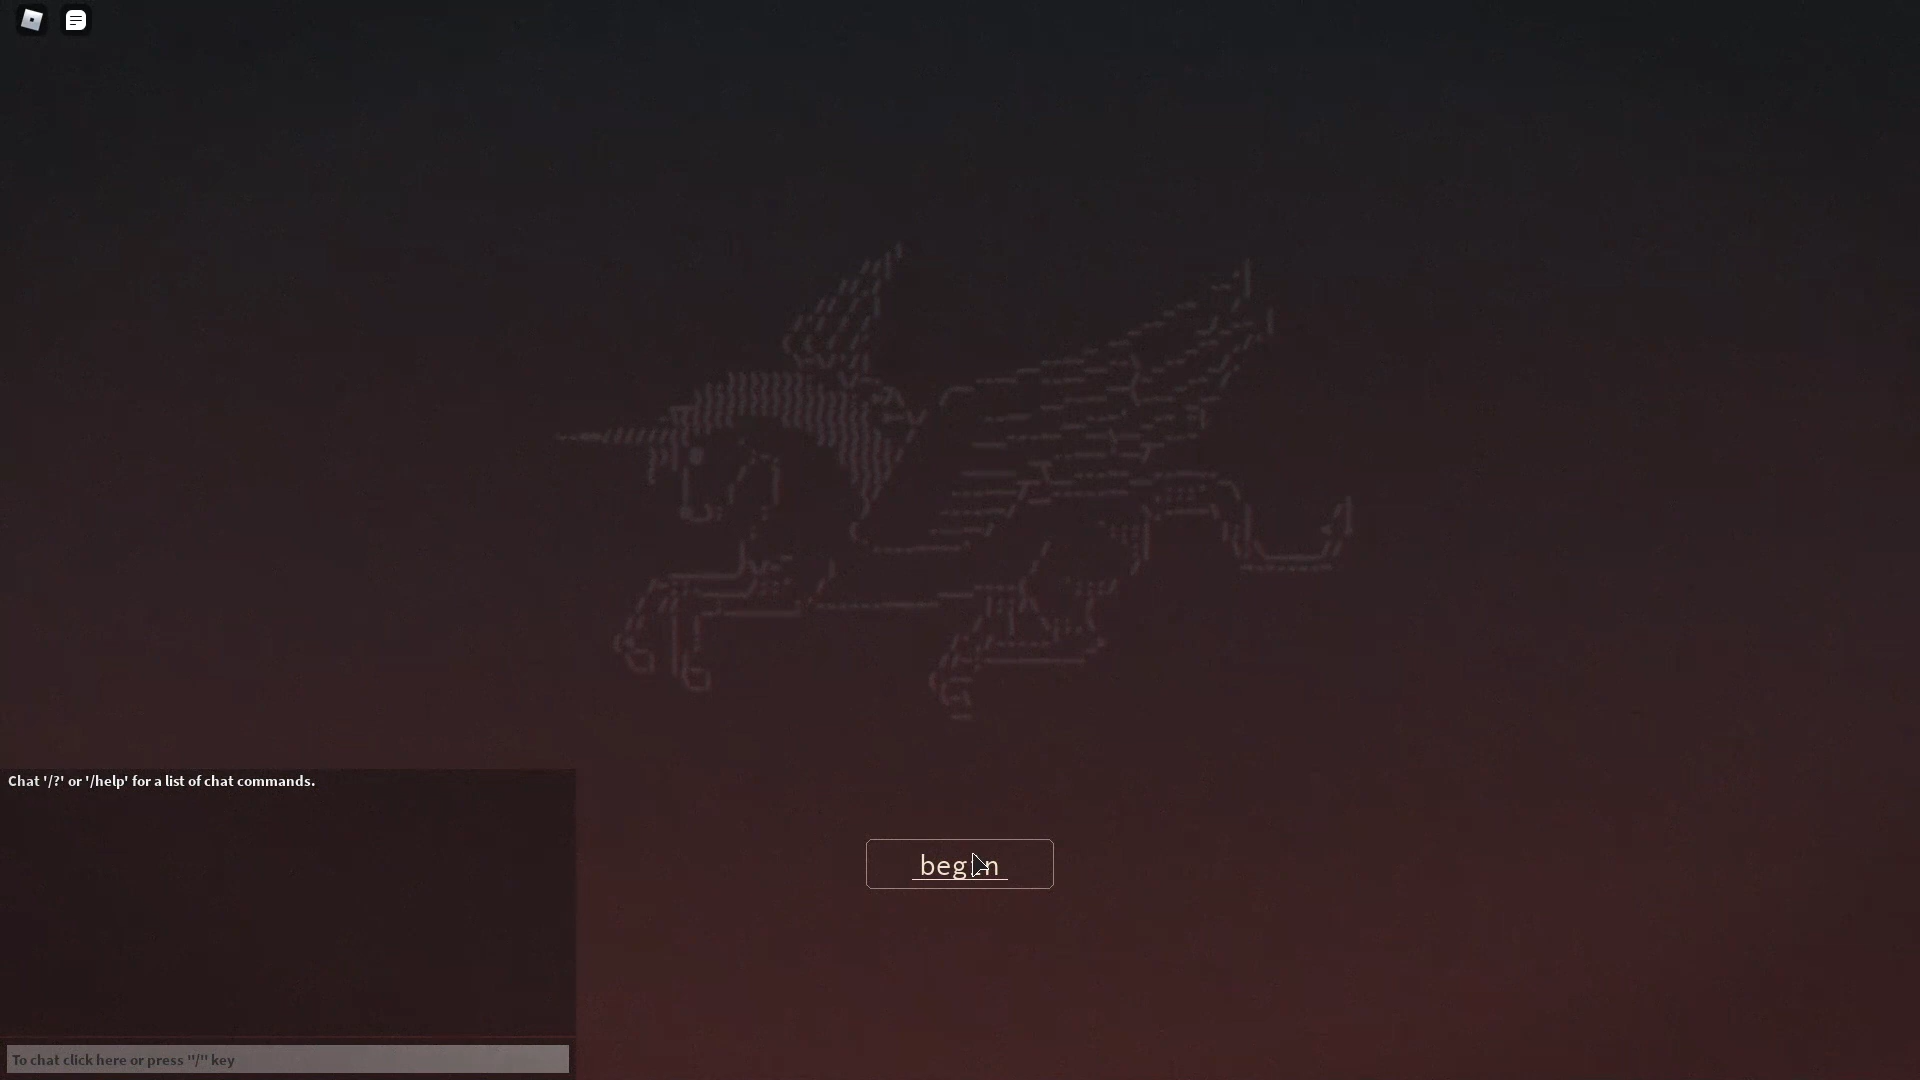 Chat '/?' or '/help' for a list of chat commands.
begin
To chat click here or press "/" key